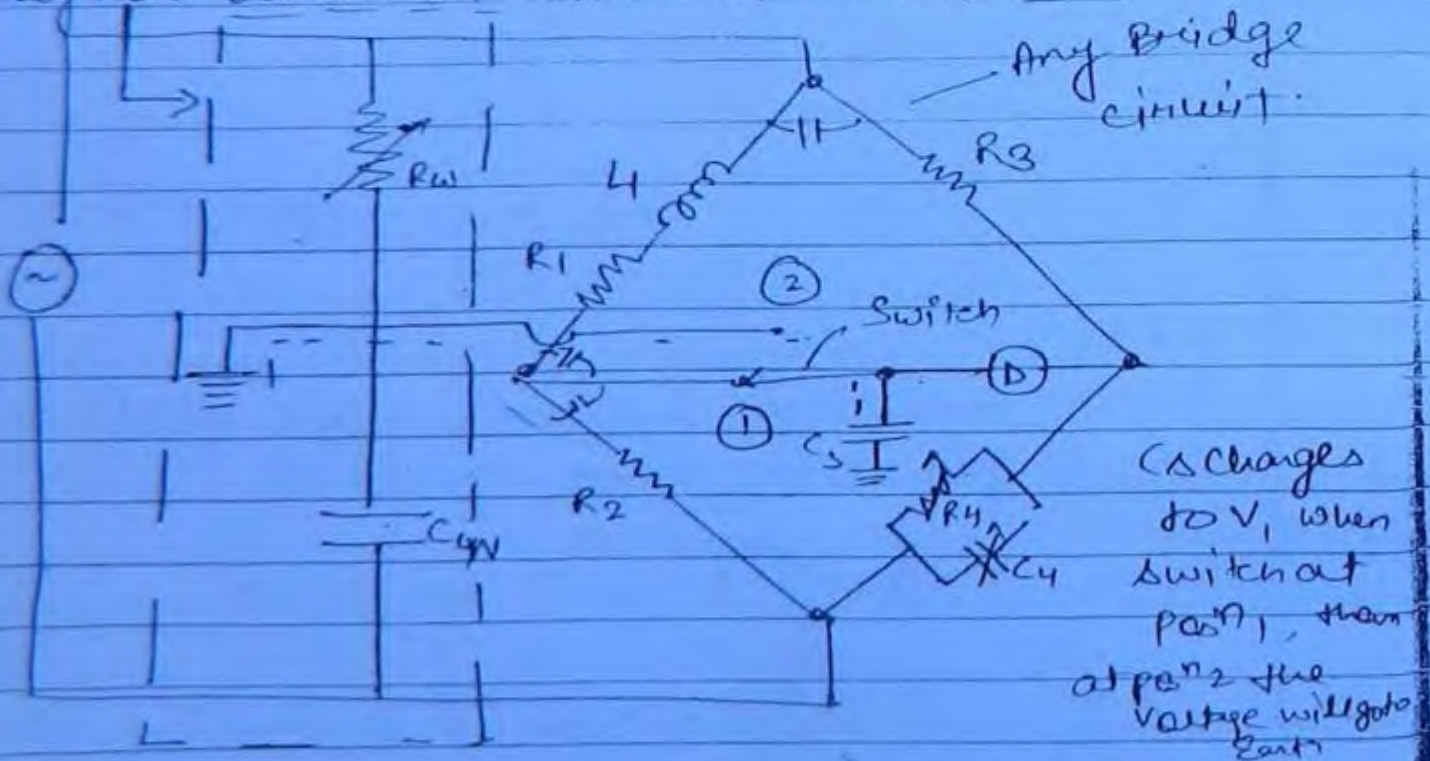 Any Bridge
circuit.
R3
Rw
L1
R1
~
②
Switch
①
D
Cs
R2
R4
C4
Cs charges
to V, when
switch at
posⁿ 1, then
at posⁿ 2 the
voltage will go to
Earth